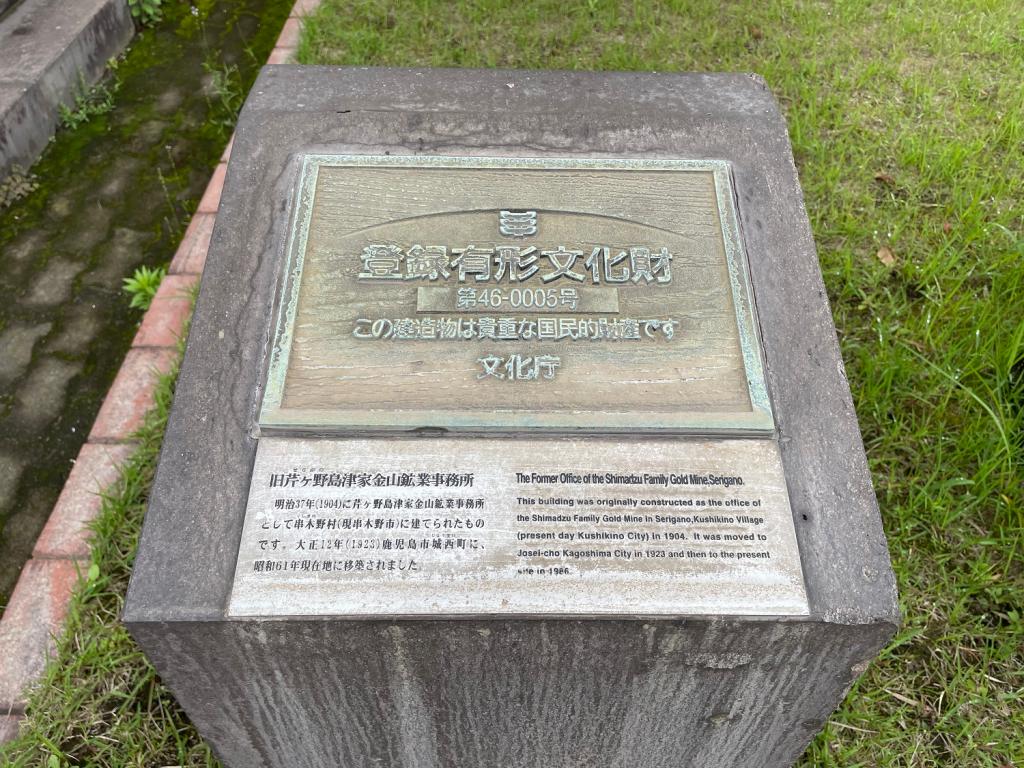 登録有形文化財
第46-0005号
この建造物は貴重な国民的財産です
文化庁
旧芹ヶ野島津家金山鉱業事務所
明治37年(1904)に芹ヶ野島津家金山鉱業事務所
として串木野村(現串木野市)に建てられたもの
です。大正12年(1923)鹿児島市城西町に、
昭和61年現在地に移築されました
The Former Office of the Shimadzu Family Gold Mine,Serigano.
This building was originally constructed as the office of
the Shimadzu Family Gold Mine in Serigano,Kushikino Village
(present day Kushikino City) in 1904. It was moved to
Josei-cho Kagoshima City in 1923 and then to the present
site in 1986.